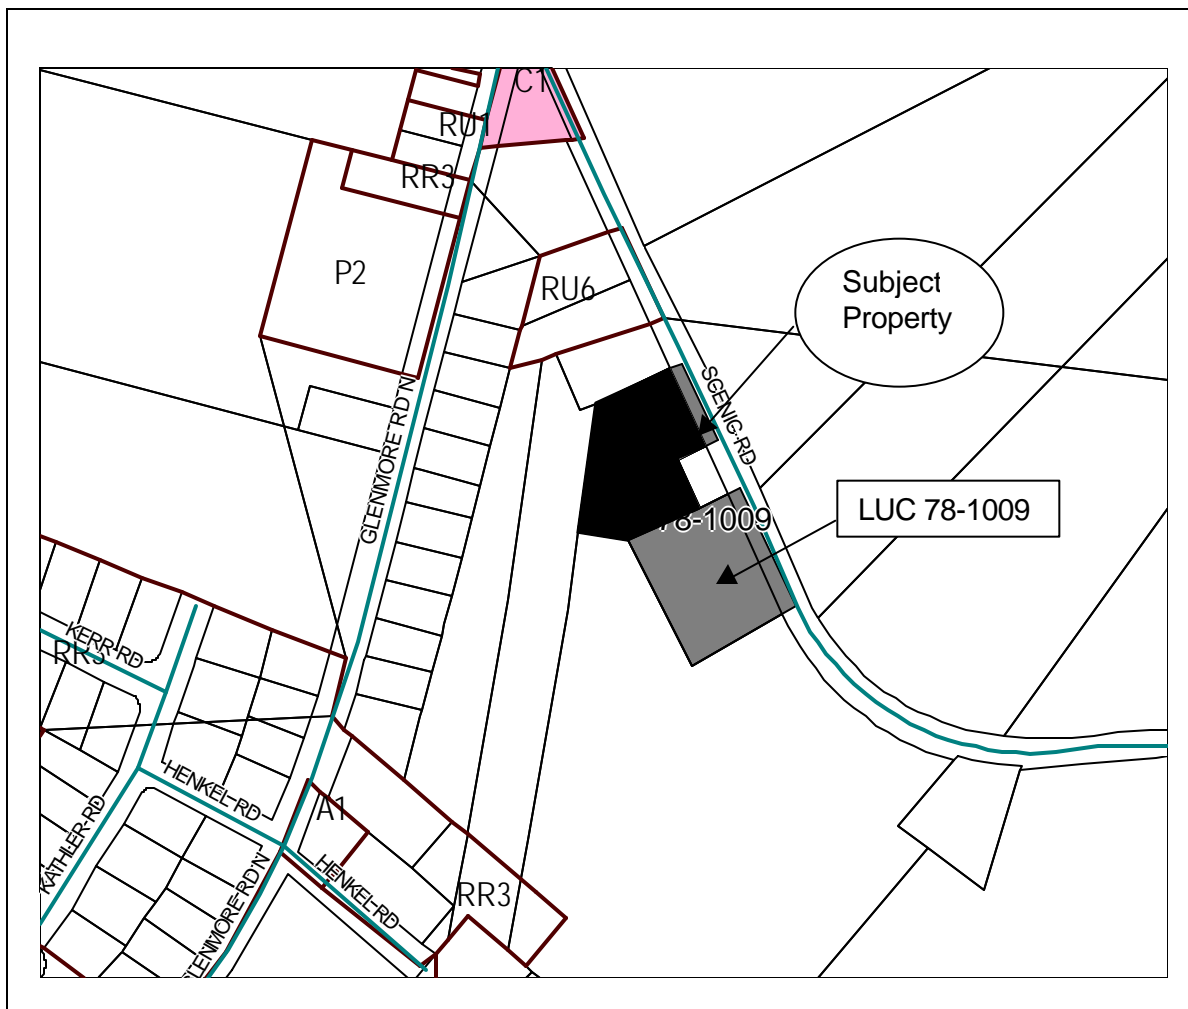 C1
RU1
RR3
P2
RU6
Subject
Property
SCENIC RD
GLENMORE RD N
LUC 78-1009
78-1009
KERR RD
RR3
HENKEL RD
A1
KATHLER RD
HENKEL RD
RR3
GLENMORE RD N